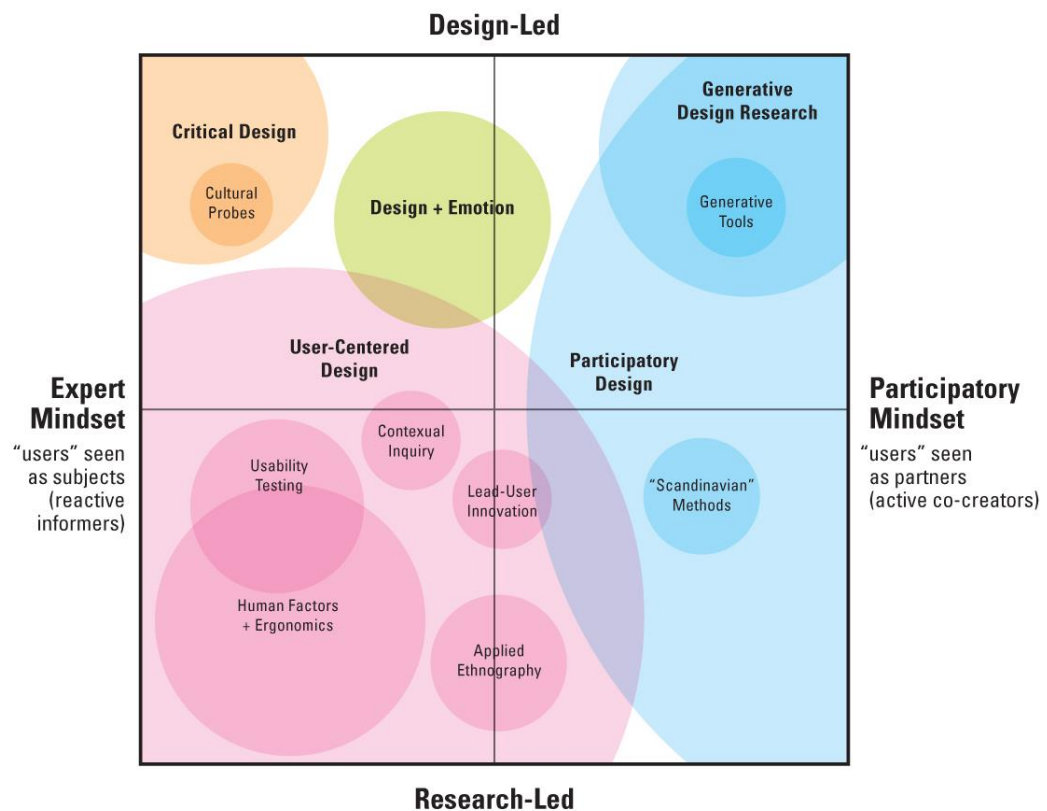 Design-Led
Generative
Design Research
Critical Design
Cultural
Probes
Design + Emotion
Generative
Tools
User-Centered
Design
Participatory
Design
Expert
Mindset
"users" seen
as subjects
(reactive
informers)
Participatory
Mindset
"users" seen
as partners
(active co-creators)
Contexual
Inquiry
Usability
Testing
Lead-User
Innovation
"Scandinavian"
Methods
Human Factors
+ Ergonomics
Applied
Ethnography
Research-Led